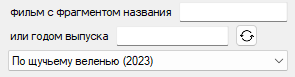 фильм с фрагментом названия
или годом выпуска
По щучьему веленью (2023)